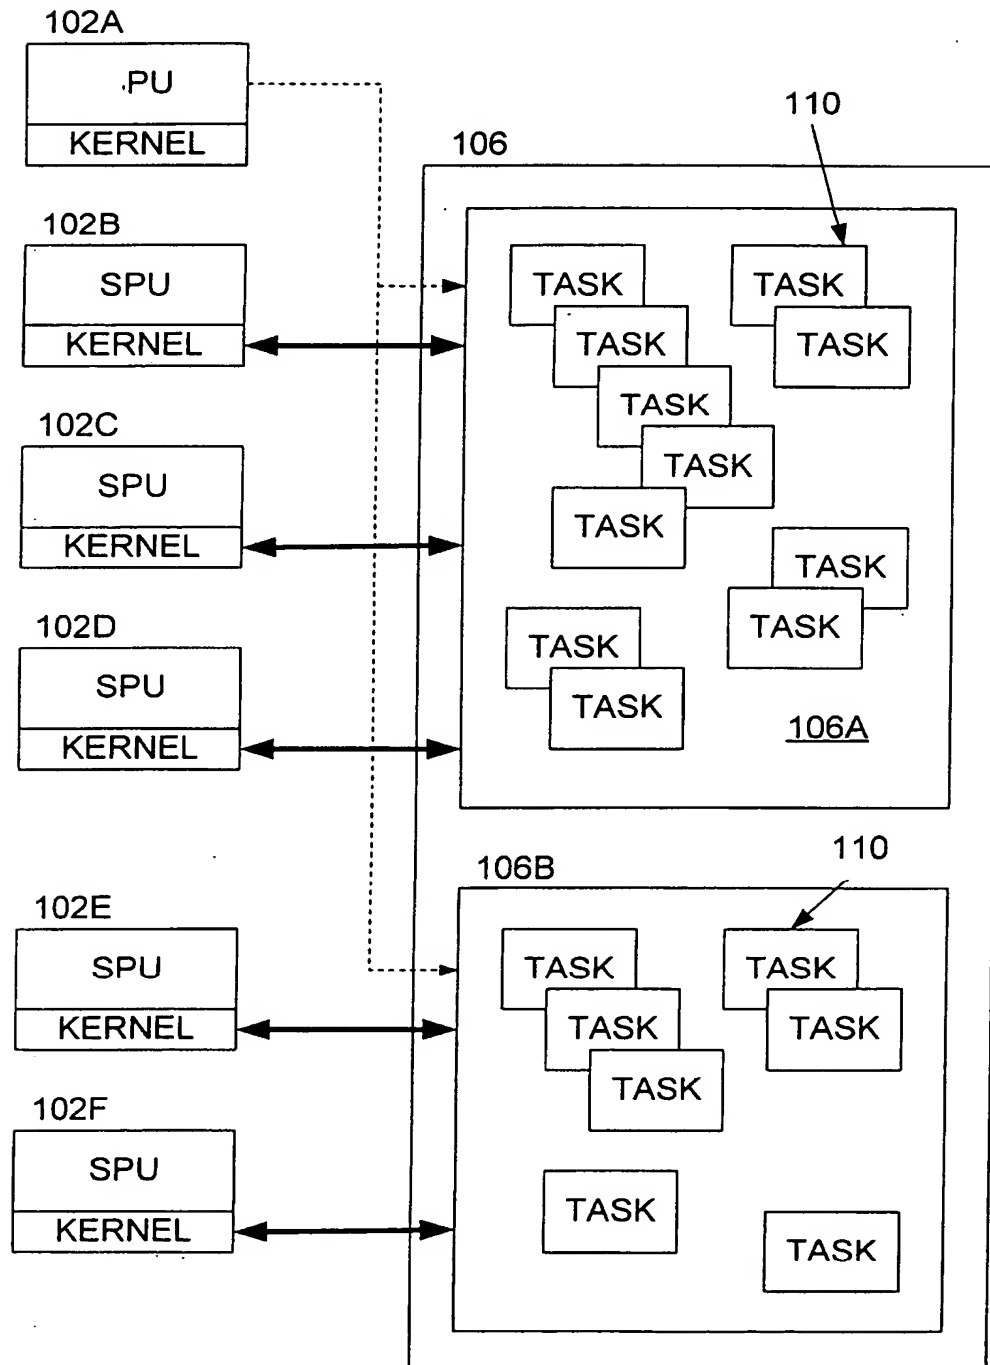 102A
PU
KERNEL
106
110
102B
SPU
KERNEL
TASK
TASK
TASK
TASK
TASK
TASK
102C
SPU
KERNEL
TASK
TASK
TASK
102D
SPU
KERNEL
TASK
TASK
TASK
106A
106B
110
102E
SPU
KERNEL
TASK
TASK
TASK
TASK
TASK
102F
SPU
KERNEL
TASK
TASK